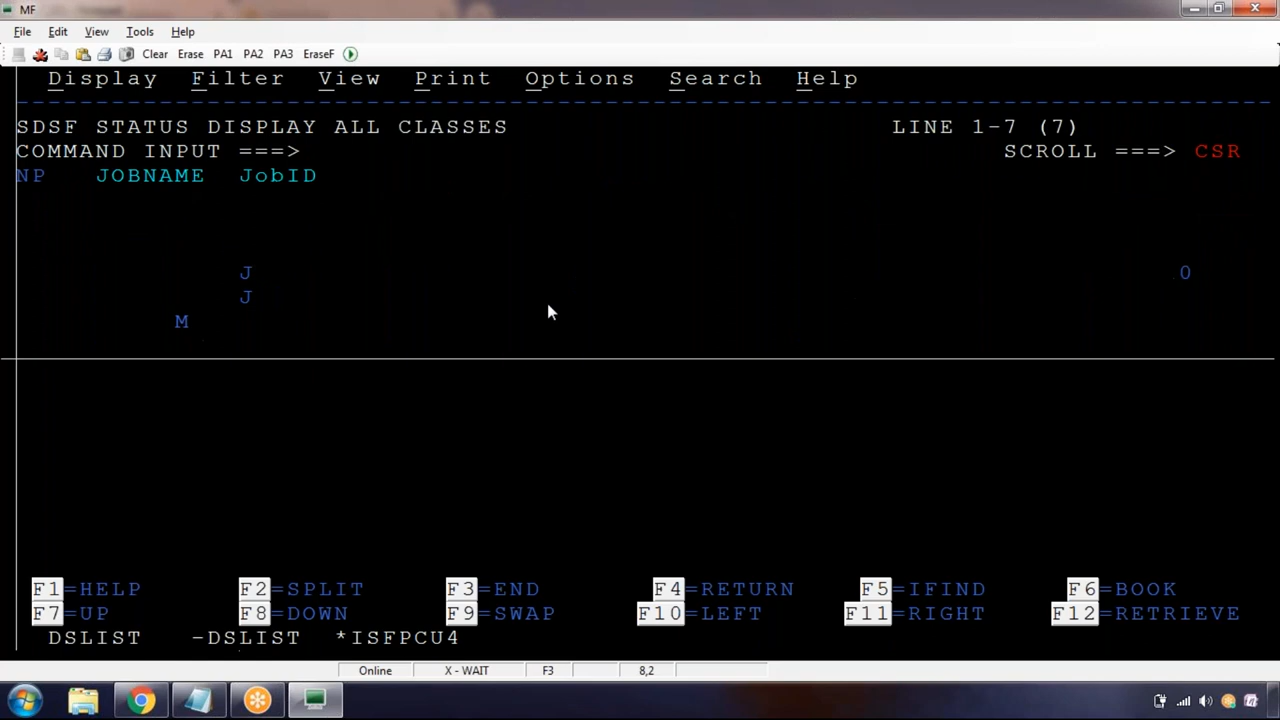 MF
File Edit View Tools Help
Clear Erase PA1 PA2 PA3 EraseF
Display Filter View Print Options Search Help
SDSF STATUS DISPLAY ALL CLASSES LINE 1-7 (7)
COMMAND INPUT ===> SCROLL ===> CSR
NP JOBNAME JobID
J 0
J
M
F1=HELP F2=SPLIT F3=END F4=RETURN F5=IFIND F6=BOOK
F7=UP F8=DOWN F9=SWAP F10=LEFT F11=RIGHT F12=RETRIEVE
DSLIST -DSLIST *ISFPCU4
Online X - WAIT F3 8,2